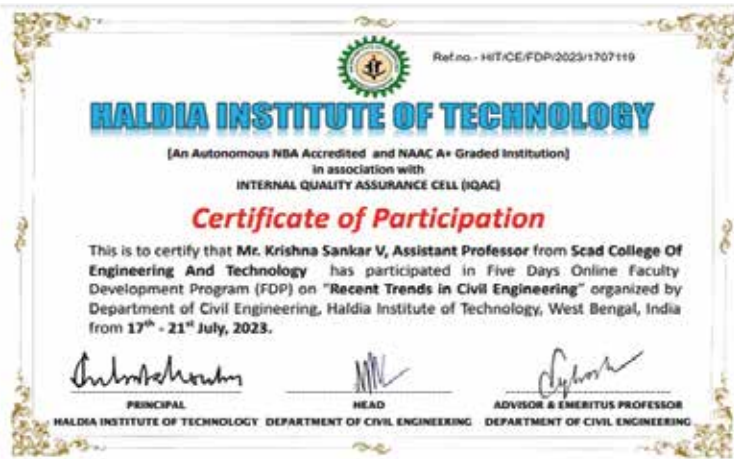 Ref.no.- HIT/CE/FDP/2023/1707119
HALDIA INSTITUTE OF TECHNOLOGY
[An Autonomous NBA Accredited and NAAC A+ Graded Institution]
in association with
INTERNAL QUALITY ASSURANCE CELL (IQAC)
Certificate of Participation
This is to certify that Mr. Krishna Sankar V, Assistant Professor from Scad College Of
Engineering And Technology has participated in Five Days Online Faculty
Development Program (FDP) on "Recent Trends in Civil Engineering" organized by
Department of Civil Engineering, Haldia Institute of Technology, West Bengal, India
from 17th - 21st July, 2023.
PRINCIPAL HEAD ADVISOR & EMERITUS PROFESSOR
HALDIA INSTITUTE OF TECHNOLOGY DEPARTMENT OF CIVIL ENGINEERING DEPARTMENT OF CIVIL ENGINEERING